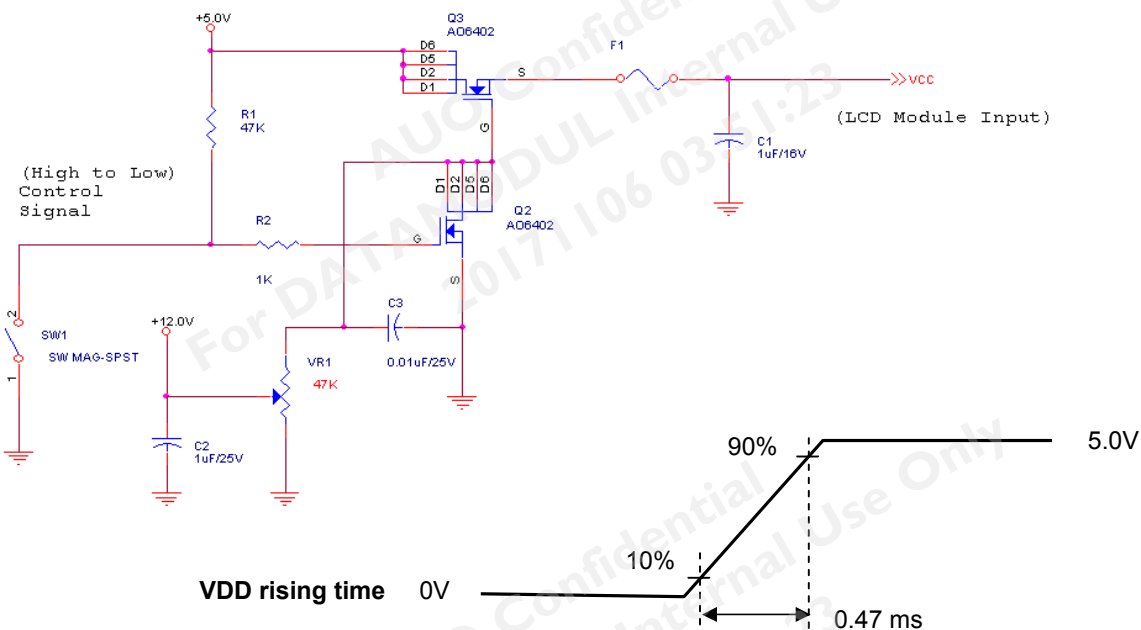 +5.0V
Q3
AO6402
D6
D5
D2
D1
S
G
F1
VCC
(LCD Module Input)
C1
1uF/16V
R1
47K
(High to Low)
Control
Signal
R2
1K
D1
D2
D5
D6
Q2
AO6402
G
S
2
SW1
SW MAG-SPST
1
+12.0V
C3
0.01uF/25V
VR1
47K
C2
1uF/25V
AUO Confidential
For DATANODUL Internal Use Only
20171106 03:51:23
90%
5.0V
10%
VDD rising time 0V
0.47 ms